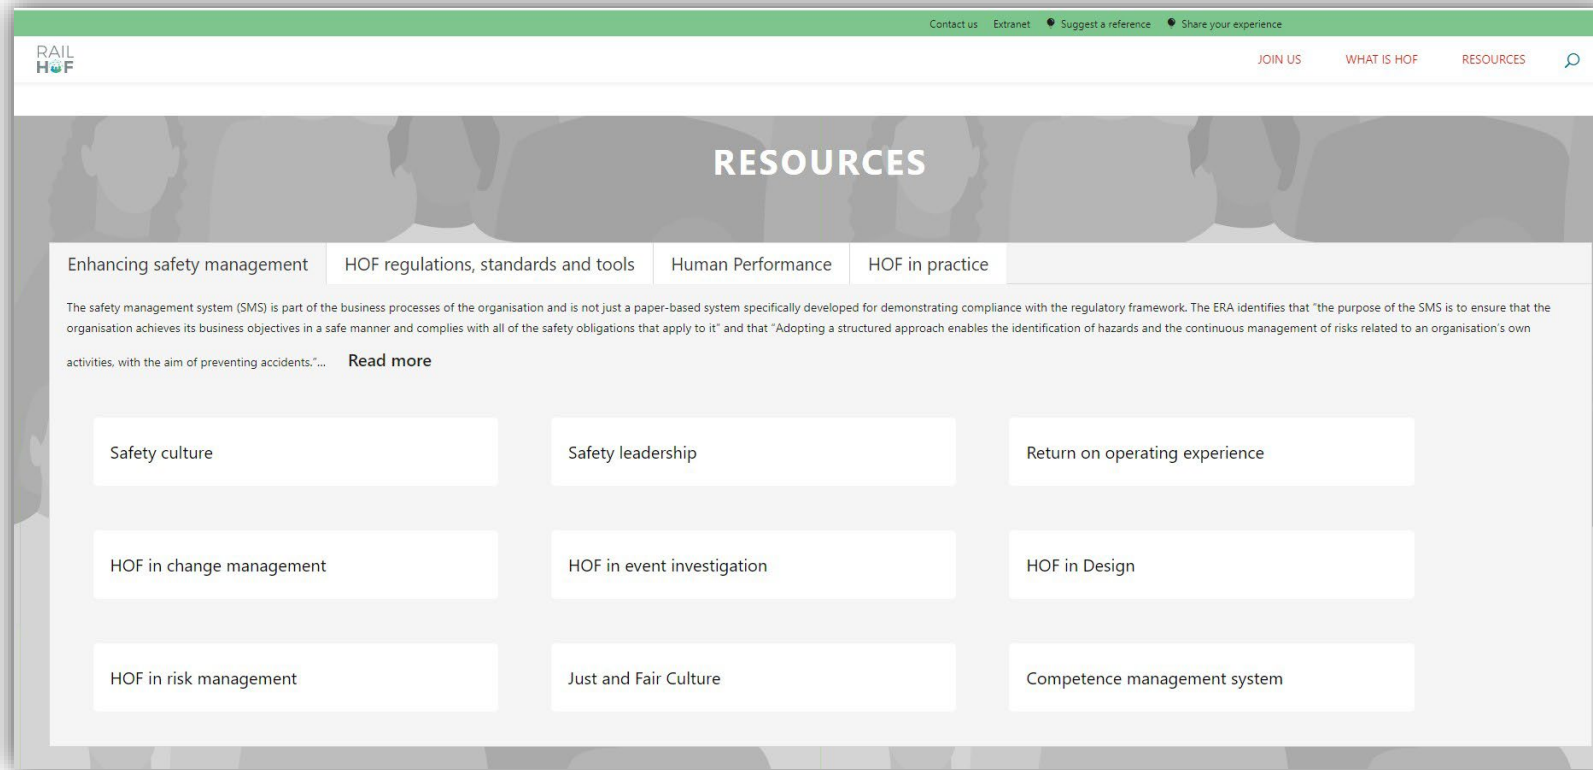 Contact us Extranet Suggest a reference Share your experience
RAIL
HOF
JOIN US WHAT IS HOF RESOURCES
RESOURCES
Enhancing safety management HOF regulations, standards and tools Human Performance HOF in practice
The safety management system (SMS) is part of the business processes of the organisation and is not just a paper-based system specifically developed for demonstrating compliance with the regulatory framework. The ERA identifies that "the purpose of the SMS is to ensure that the
organisation achieves its business objectives in a safe manner and complies with all of the safety obligations that apply to it" and that "Adopting a structured approach enables the identification of hazards and the continuous management of risks related to an organisation's own
activities, with the aim of preventing accidents."... Read more
Safety culture Safety leadership Return on operating experience
HOF in change management HOF in event investigation HOF in Design
HOF in risk management Just and Fair Culture Competence management system